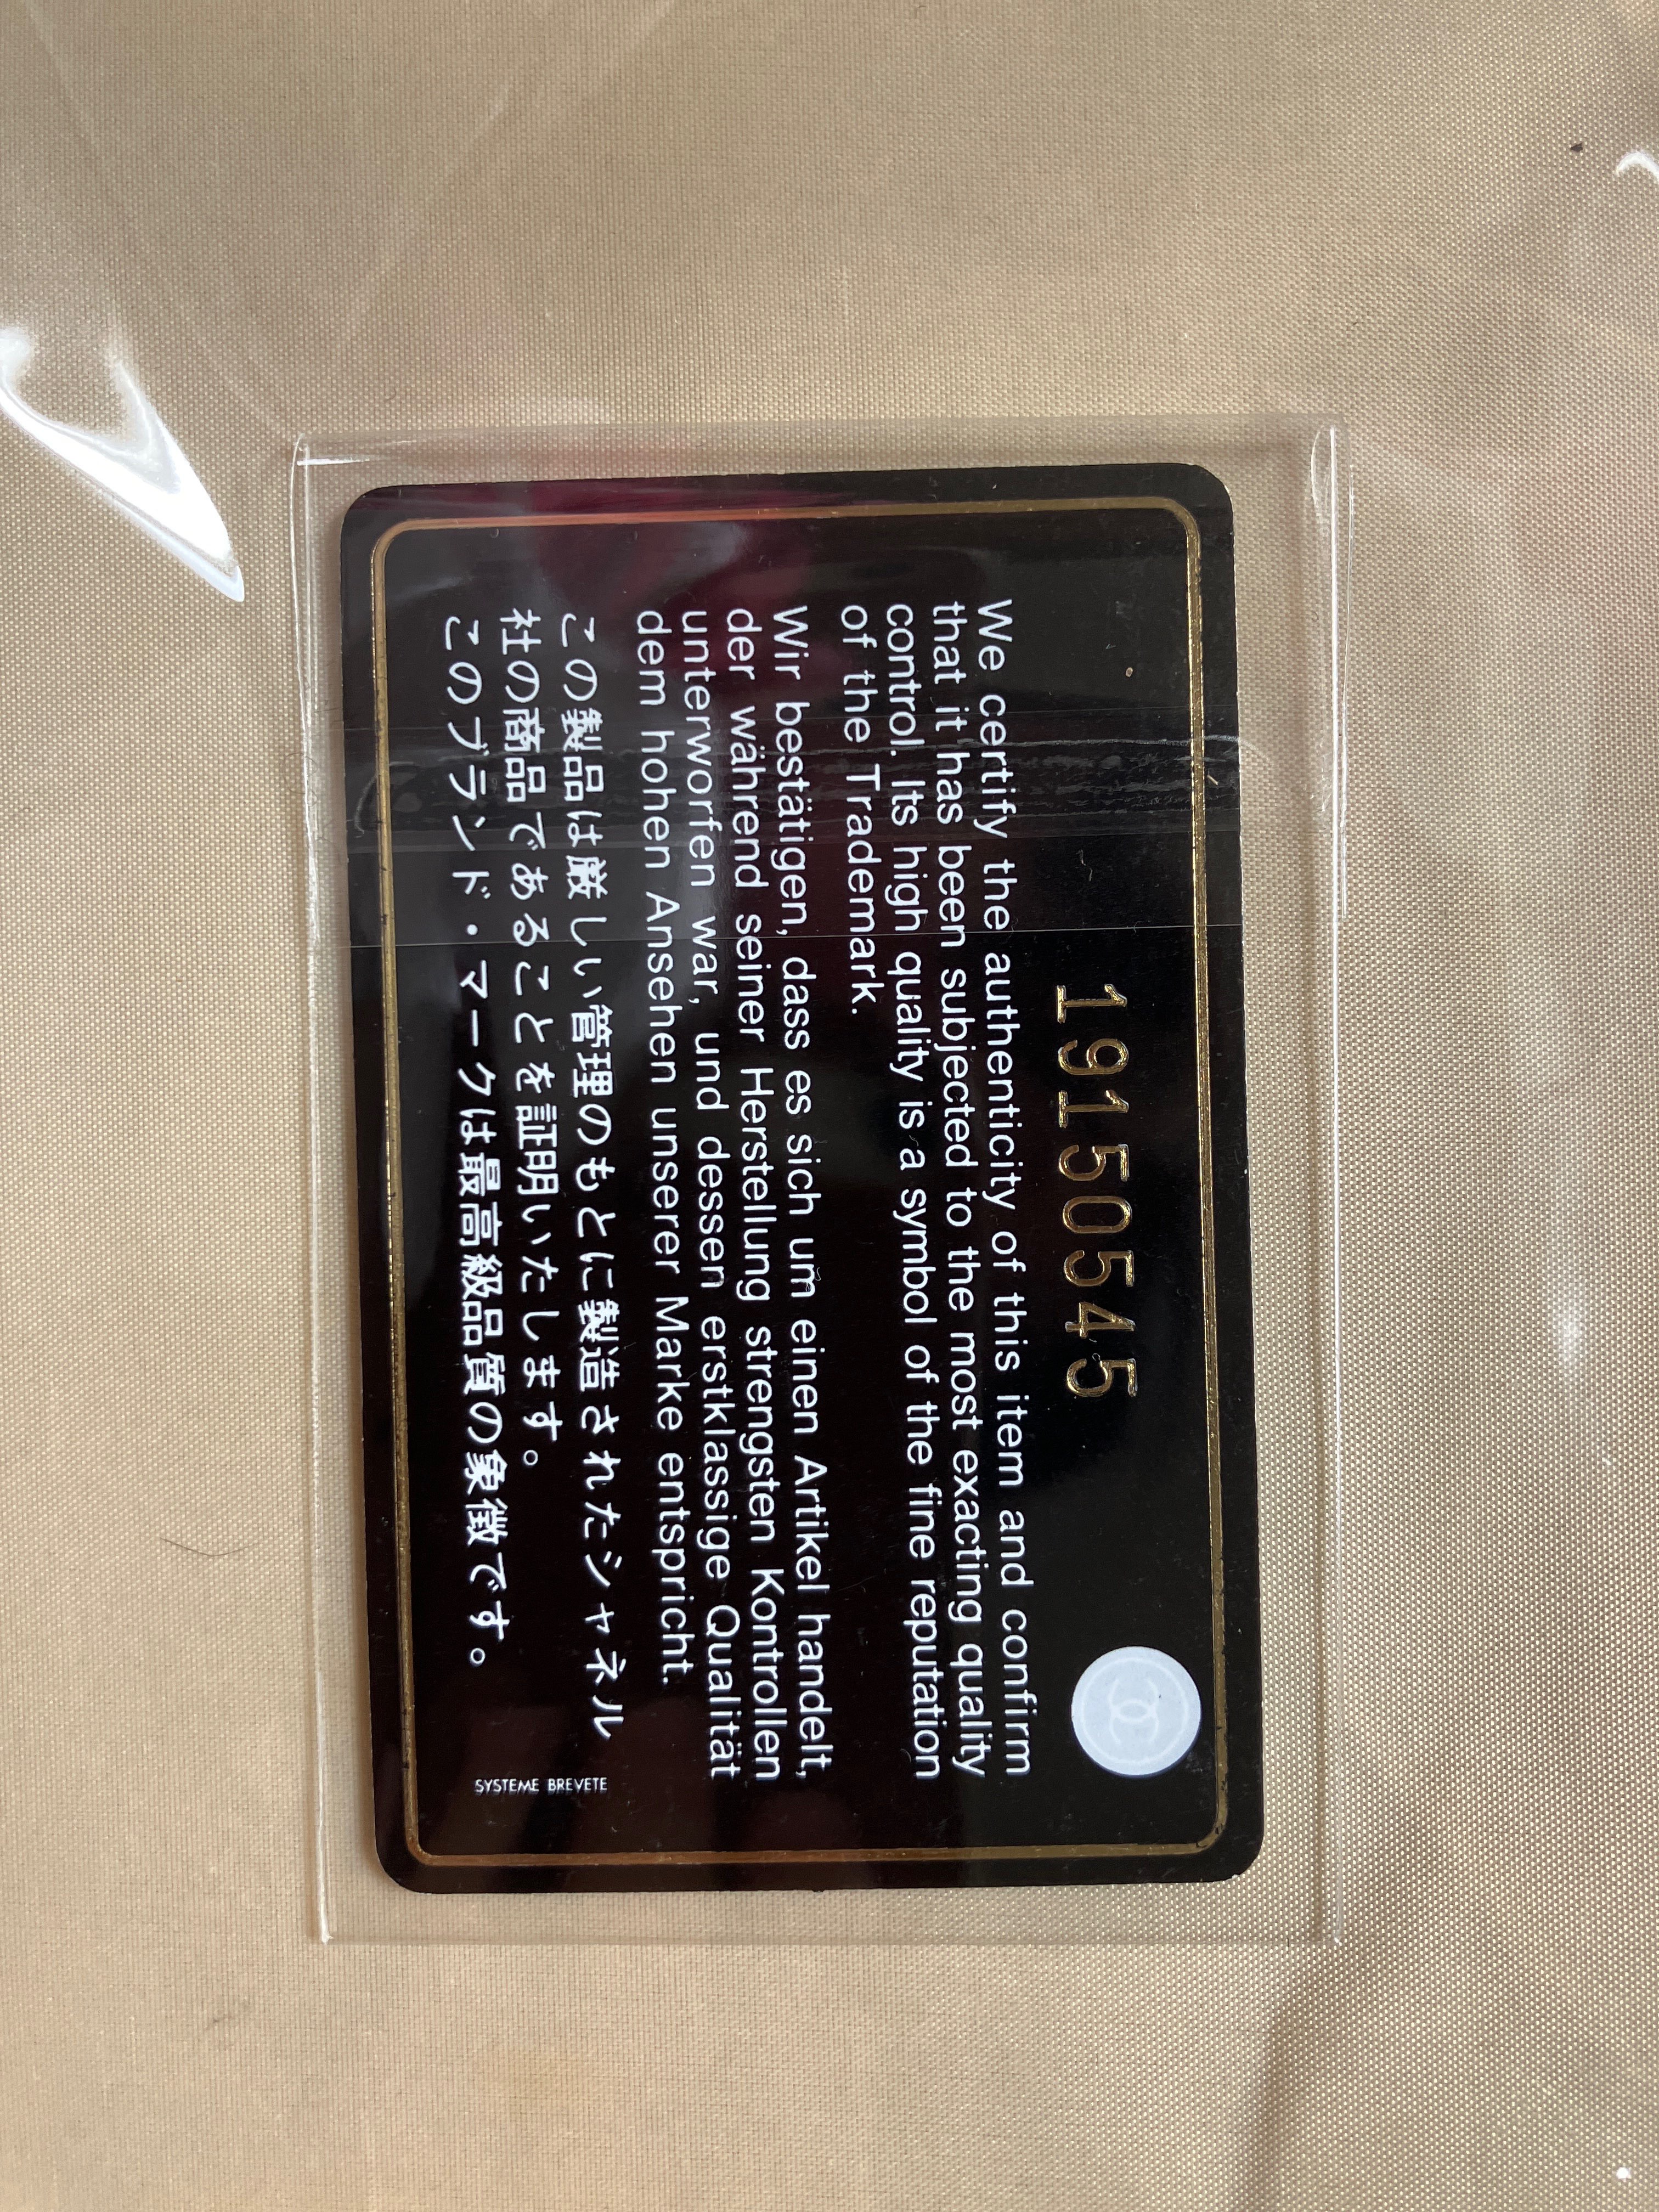 19150545
We certify the authenticity of this item and confirm
that it has been subjected to the most exacting quality
control. Its high quality is a symbol of the fine reputation
of the Trademark.
Wir bestätigen, dass es sich um einen Artikel handelt,
der während seiner Herstellung strengsten Kontrollen
unterworfen war, und dessen erstklassige Qualität
dem hohen Ansehen unserer Marke entspricht.
この製品は厳しい管理のもとに製造されたシャネル
社の商品であることを証明いたします。
このブランド・マークは最高級品質の象徴です。
SYSTEME BREVETE